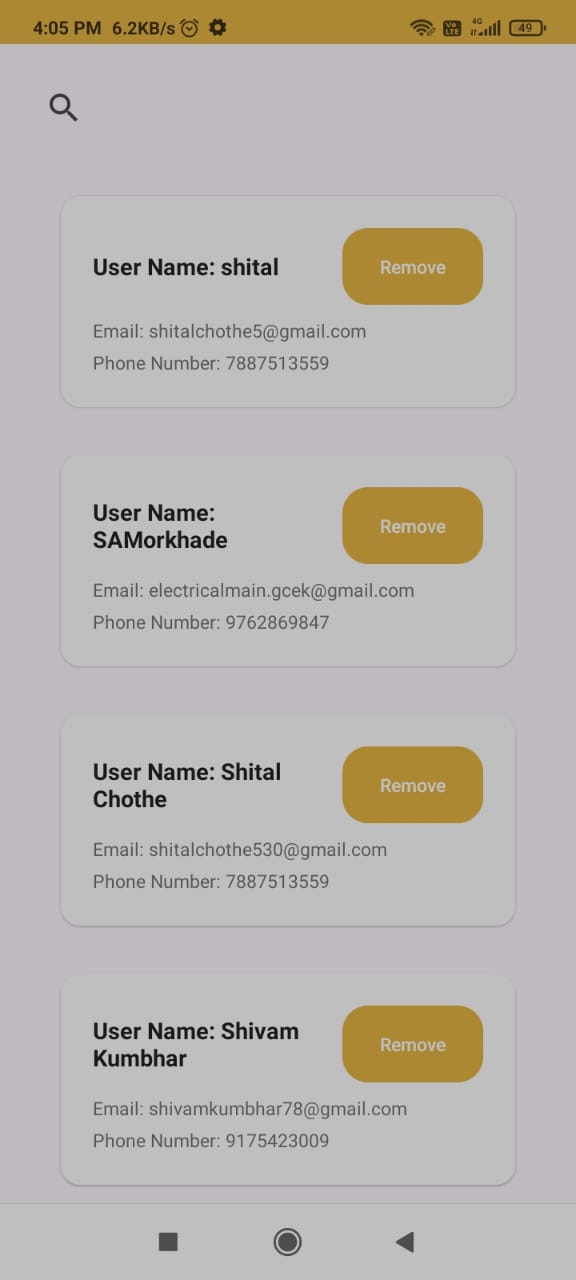 4:05 PM 6.2KB/s 4G Vo LTE 49
User Name: shital
Remove
Email: shitalchothe5@gmail.com
Phone Number: 7887513559
User Name:
SAMorkhade
Remove
Email: electricalmain.gcek@gmail.com
Phone Number: 9762869847
User Name: Shital
Chothe
Remove
Email: shitalchothe530@gmail.com
Phone Number: 7887513559
User Name: Shivam
Kumbhar
Remove
Email: shivamkumbhar78@gmail.com
Phone Number: 9175423009